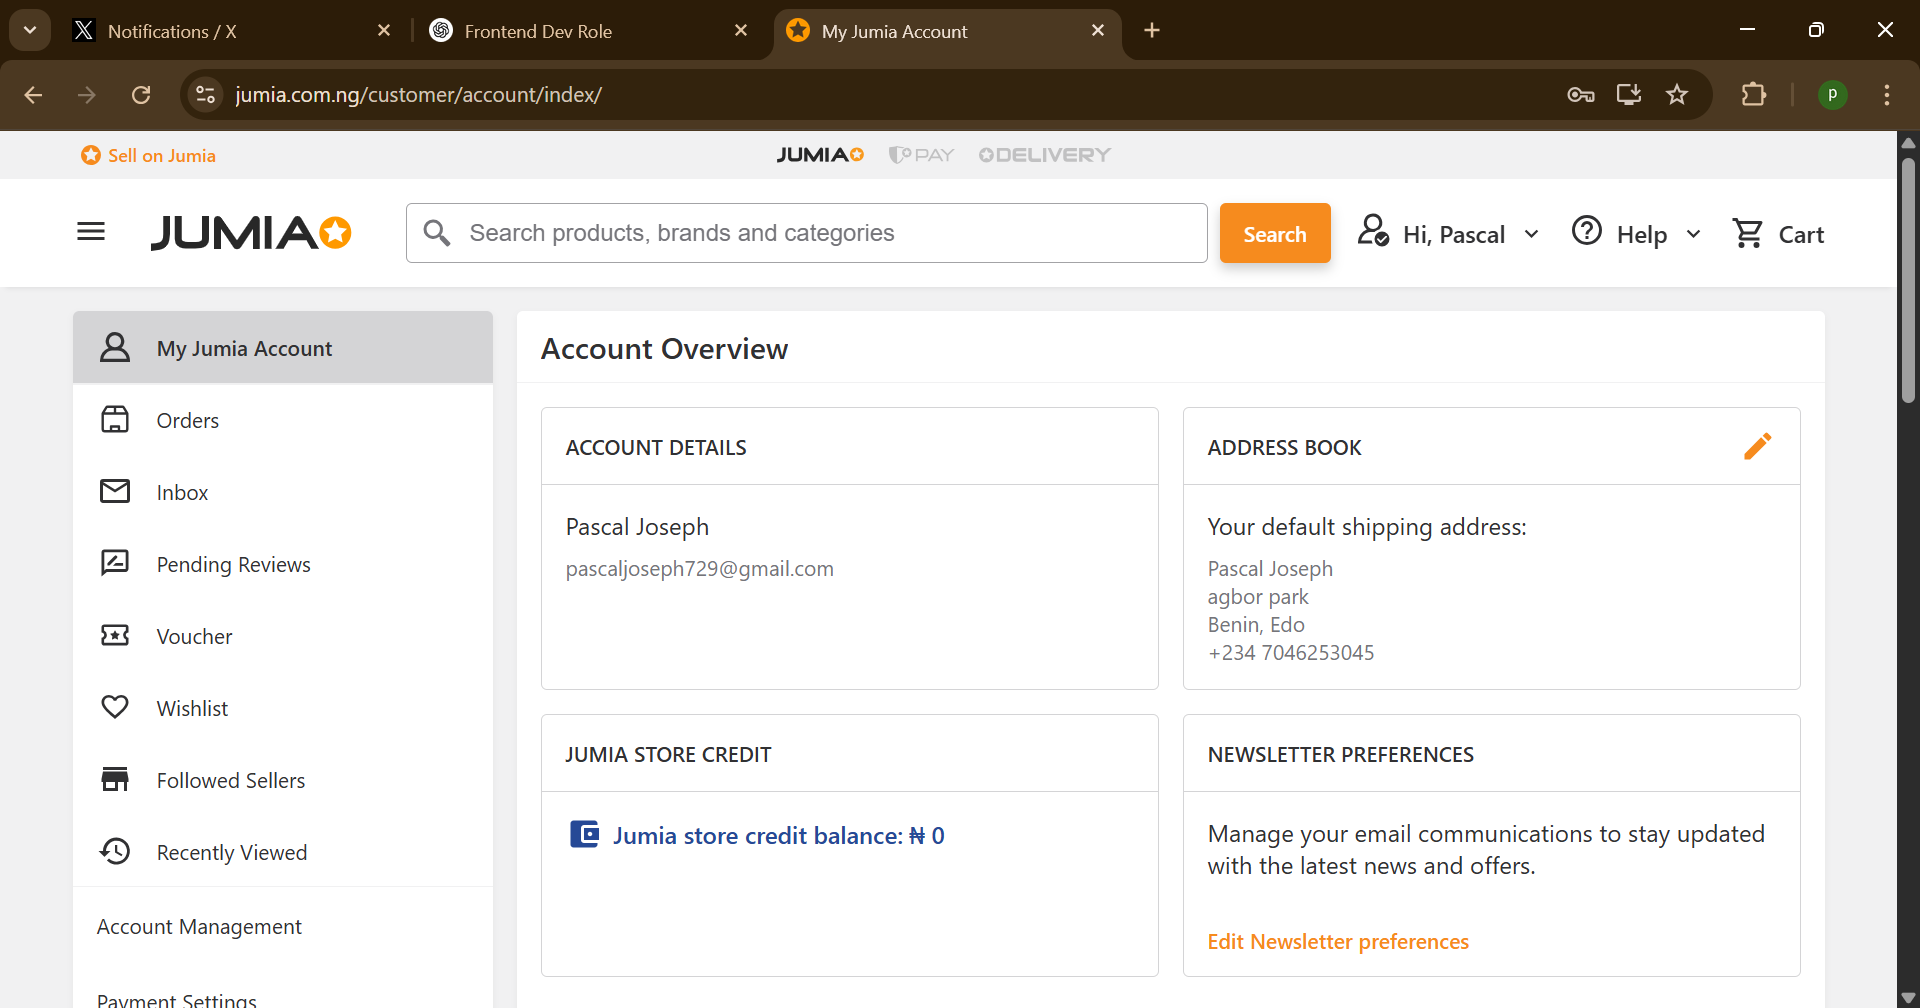 Notifications / X
Frontend Dev Role
My Jumia Account
jumia.com.ng/customer/account/index/
p
Sell on Jumia
JUMIA
PAY
DELIVERY
JUMIA
Search products, brands and categories
Search
Hi, Pascal
Help
Cart
My Jumia Account
Orders
Inbox
Pending Reviews
Voucher
Wishlist
Followed Sellers
Recently Viewed
Account Management
Payment Settings
Account Overview
ACCOUNT DETAILS
Pascal Joseph
pascaljoseph729@gmail.com
ADDRESS BOOK
Your default shipping address:
Pascal Joseph
agbor park
Benin, Edo
+234 7046253045
JUMIA STORE CREDIT
Jumia store credit balance: ₦ 0
NEWSLETTER PREFERENCES
Manage your email communications to stay updated
with the latest news and offers.
Edit Newsletter preferences